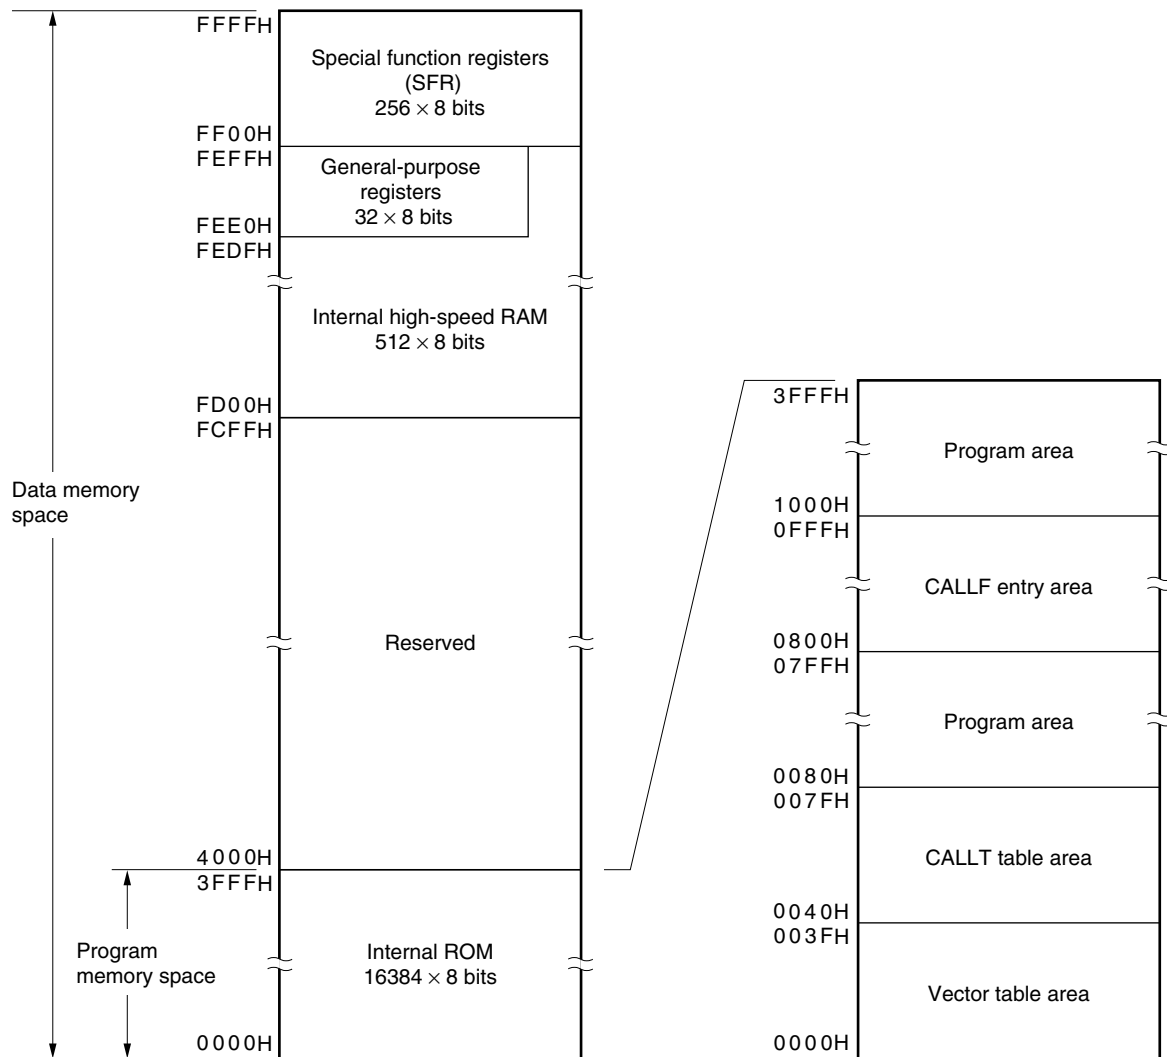 FFFFH
Special function registers
(SFR)
256 × 8 bits
FF00H
FEFFH
General-purpose
registers
32 × 8 bits
FEE0H
FEDFH
Internal high-speed RAM
512 × 8 bits
FD00H
FCFFH
Data memory
space
Reserved
4000H
3FFFH
Program
memory space
Internal ROM
16384 × 8 bits
0000H
3FFFH
Program area
1000H
0FFFH
CALLF entry area
0800H
07FFH
Program area
0080H
007FH
CALLT table area
0040H
003FH
Vector table area
0000H